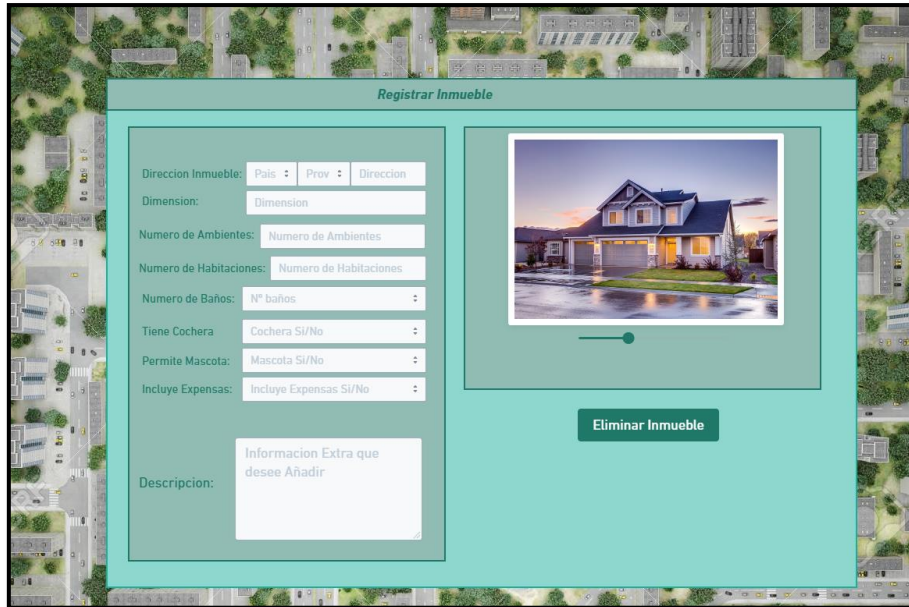 Registrar Inmueble
Direccion Inmueble: Pais Prov Direccion
Dimension: Dimension
Numero de Ambientes: Numero de Ambientes
Numero de Habitaciones: Numero de Habitaciones
Numero de Baños: Nº baños
Tiene Cochera Cochera Si/No
Permite Mascota: Mascota Si/No
Incluye Expensas: Incluye Expensas Si/No
Descripcion: Informacion Extra que
desee Añadir
Eliminar Inmueble